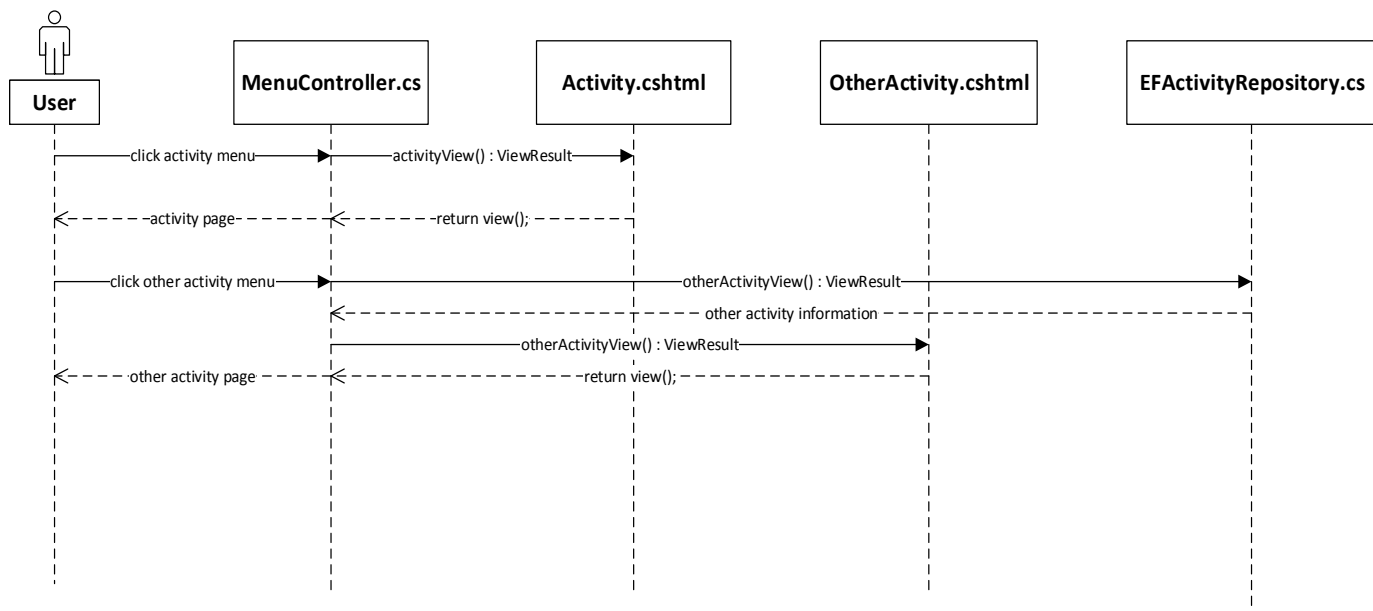 User
MenuController.cs
Activity.cshtml
OtherActivity.cshtml
EFActivityRepository.cs
click activity menu
activityView() : ViewResult
activity page
return view();
click other activity menu
otherActivityView() : ViewResult
other activity information
otherActivityView() : ViewResult
other activity page
return view();